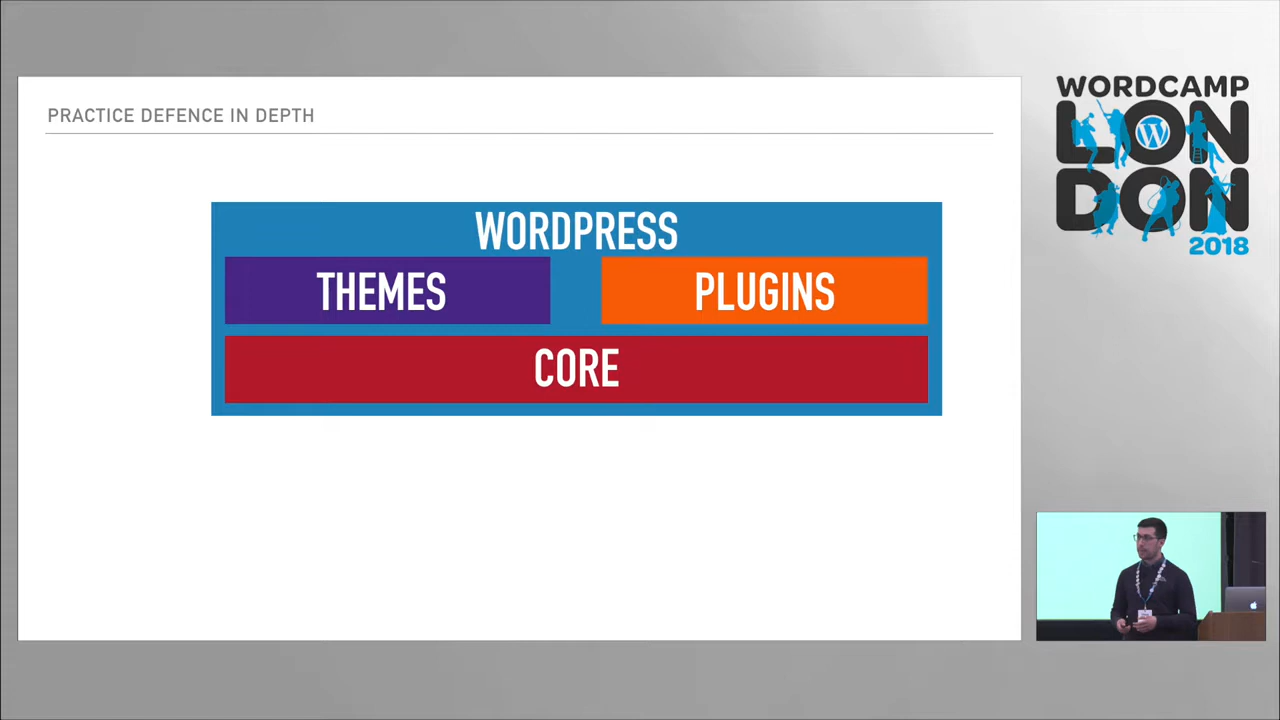 PRACTICE DEFENCE IN DEPTH
WORDPRESS
THEMES
PLUGINS
CORE
WORDCAMP
LON
DON
2018